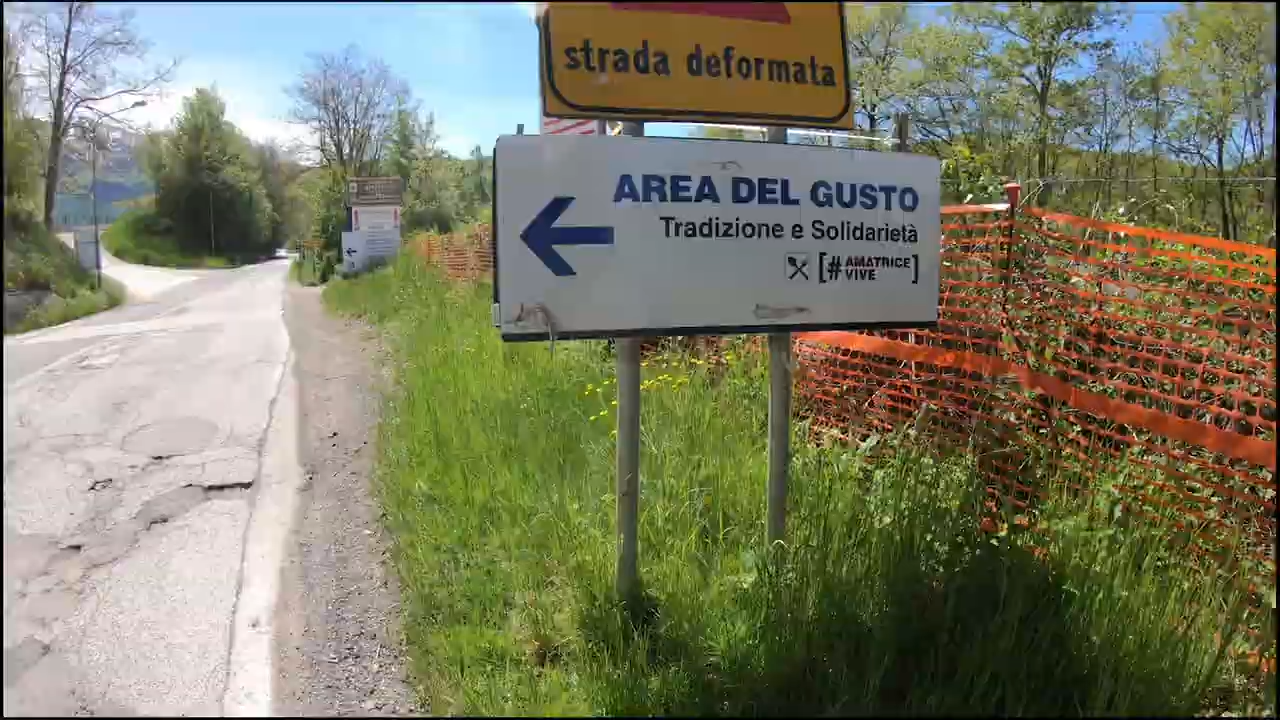 strada deformata
AREA DEL GUSTO
Tradizione e Solidarietà
[# AMATRICE
VIVE ]